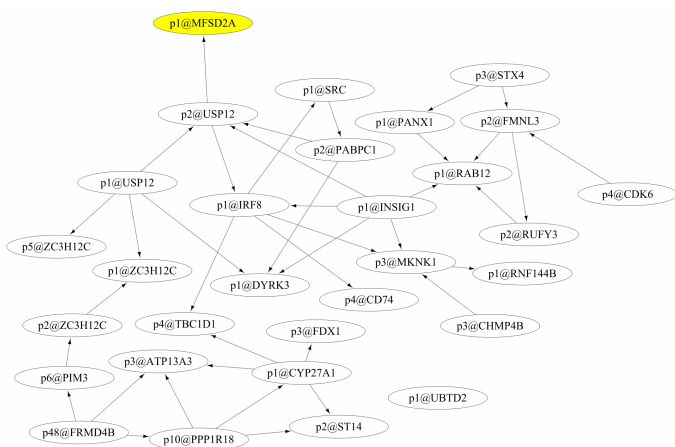 p1@MFSD2A
p3@STX4
p1@SRC
p2@USP12
p1@PANX1
p2@FMNL3
p2@PABPC1
p1@RAB12
p1@USP12
p4@CDK6
p1@IRF8
p1@INSIG1
p2@RUFY3
p5@ZC3H12C
p3@MKNK1
p1@ZC3H12C
p1@RNF144B
p1@DYRK3
p4@CD74
p2@ZC3H12C
p4@TBC1D1
p3@CHMP4B
p3@FDX1
p3@ATP13A3
p1@CYP27A1
p6@PIM3
p1@UBTD2
p2@ST14
p48@FRMD4B
p10@PPP1R18